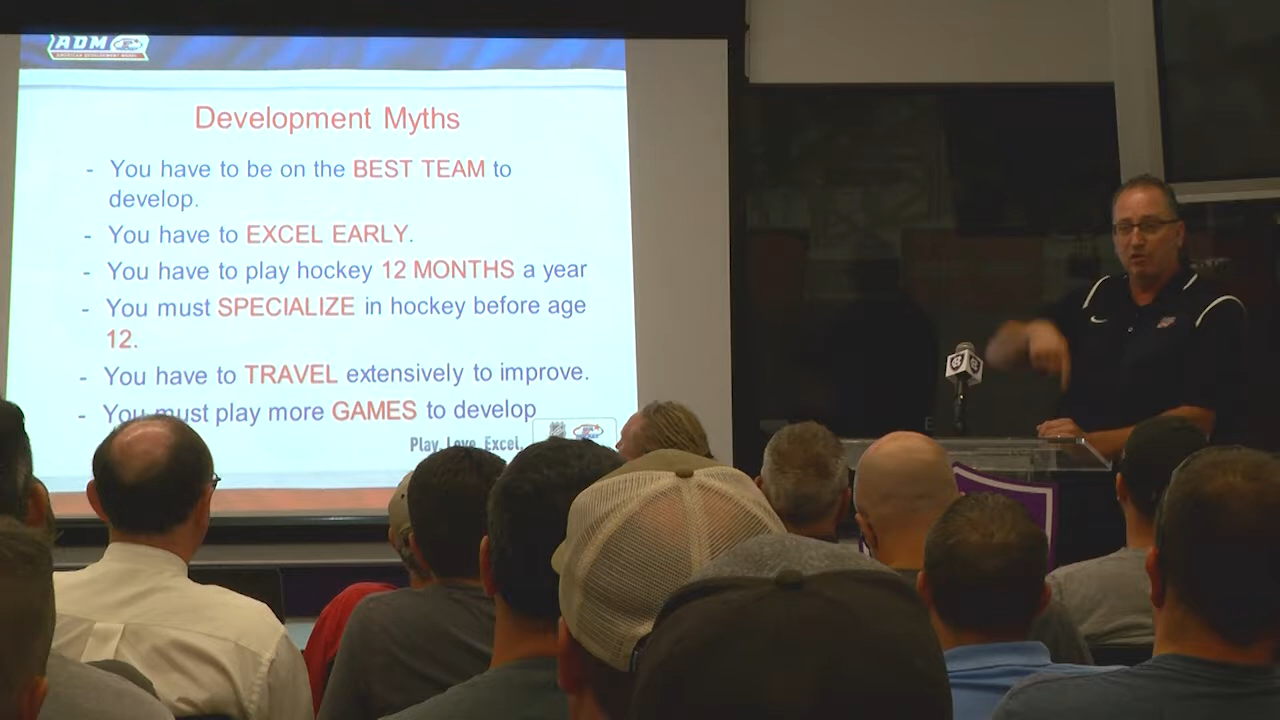 ADM
AMERICAN DEVELOPMENT MODEL
Development Myths
- You have to be on the BEST TEAM to
develop.
- You have to EXCEL EARLY.
- You have to play hockey 12 MONTHS a year
- You must SPECIALIZE in hockey before age
12.
- You have to TRAVEL extensively to improve.
- You must play more GAMES to develop
Play. Love. Excel.